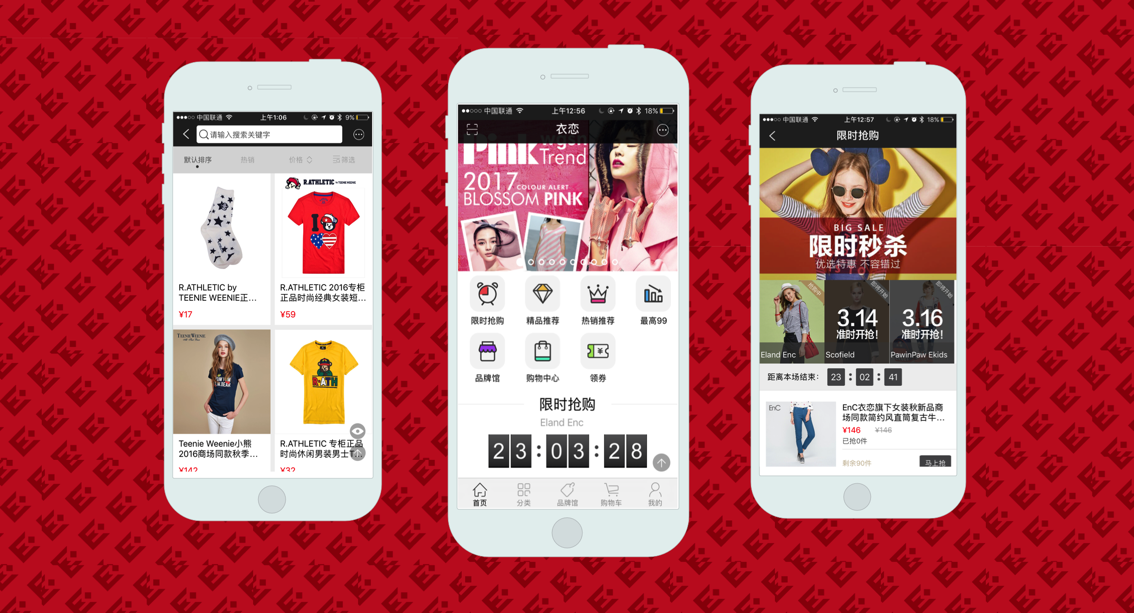 中国联通
上午1:06
9%
请输入搜索关键字
默认排序
热销
价格
筛选
R.ATHLETIC by
TEENIE WEENIE正...
¥17
R.ATHLETIC BY TEENIE WEENIE
I
R.ATHLETIC 2016专柜
正品时尚经典女装短...
¥59
TEENIE WEENIE
Teenie Weenie小熊
2016商场同款秋季...
¥142
R.ATHLETIC 专柜正品
时尚休闲男装男士T
¥32
中国联通
上午12:56
18%
衣恋
Pink
Trend
2017
COLOUR ALERT
BLOSSOM PINK
限时抢购
精品推荐
热销推荐
最高99
品牌馆
购物中心
领券
限时抢购
Eland Enc
23:03:28
首页
分类
品牌馆
购物车
我的
中国联通
上午12:57
18%
限时抢购
BIG SALE
限时秒杀
优选特惠 不容错过
3.14
准时开抢!
3.16
准时开抢!
Eland Enc
Scofield
PawinPaw Ekids
距离本场结束:
23:02:41
EnC
EnC衣恋旗下女装秋新品商
场同款简约风直筒复古牛...
¥146
¥146
已抢0件
剩余90件
马上抢